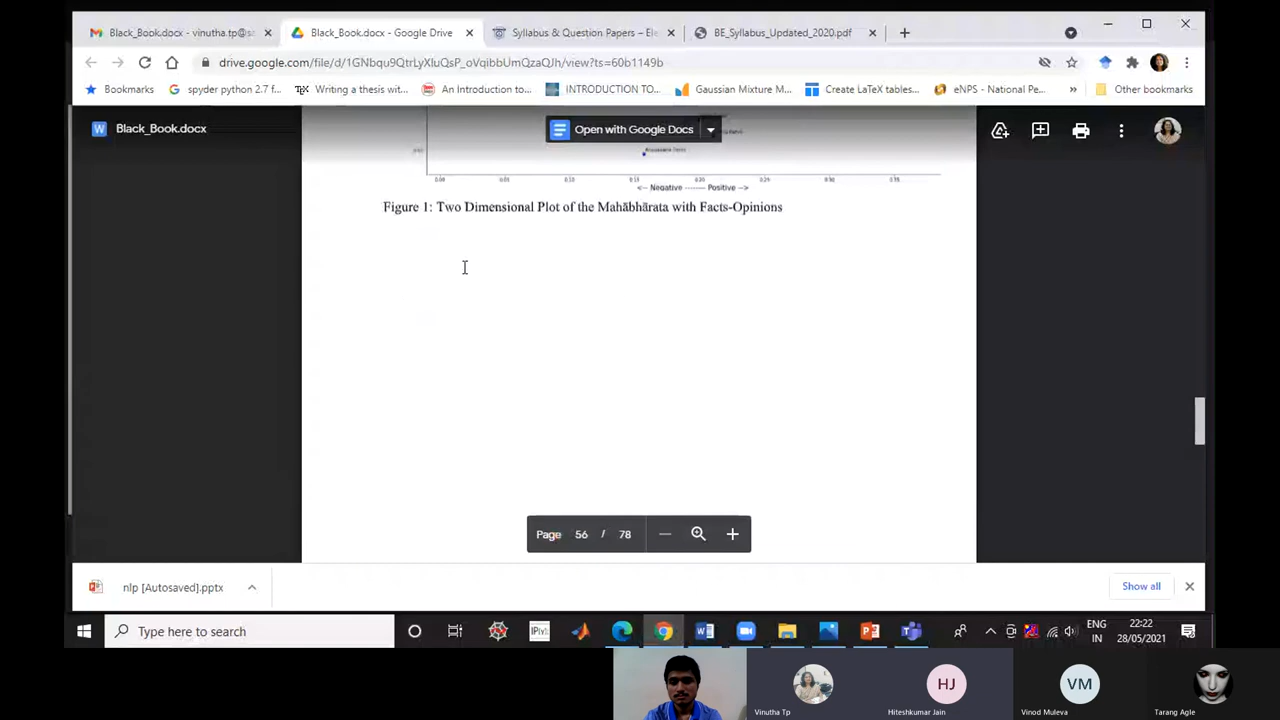 Black_Book.docx - vinutha.tp@s
Black_Book.docx - Google Drive
Syllabus & Question Papers – Ele
BE_Syllabus_Updated_2020.pdf
drive.google.com/file/d/1GNbqu9QtrLyXluQsP_oVqibbUmQzaQJh/view?ts=60b1149b
Bookmarks
spyder python 2.7 f...
Writing a thesis wit...
An Introduction to...
INTRODUCTION TO...
Gaussian Mixture M...
Create LaTeX tables...
eNPS - National Pe...
»
Other bookmarks
W Black_Book.docx
Open with Google Docs
<-- Negative ------- Positive -->
Figure 1: Two Dimensional Plot of the Mahābhārata with Facts-Opinions
Page 56 / 78
nlp [Autosaved].pptx
Show all
Type here to search
ENG
IN
22:22
28/05/2021
Vinutha Tp
HJ
Hiteshkumar Jain
VM
Vinod Muleva
Tarang Agle